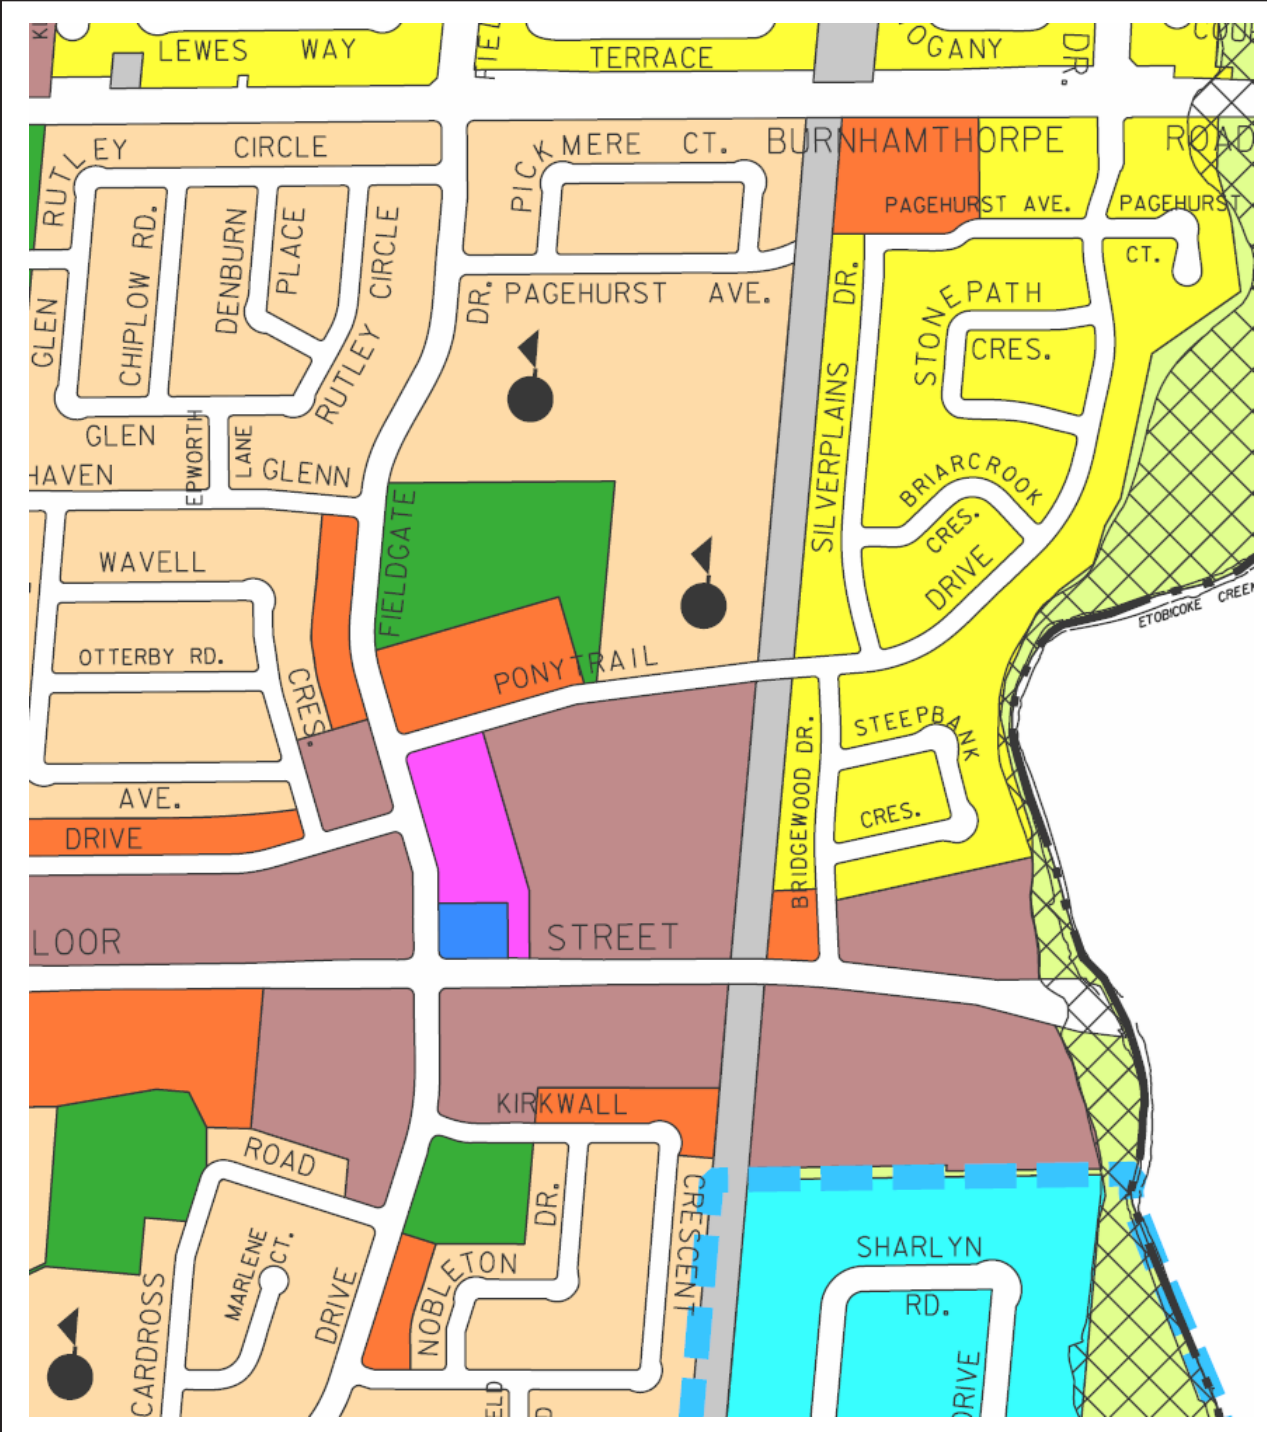 LEWES WAY
TERRACE
OGANY
DR.
RUTLEY CIRCLE
PICKMERE CT.
BURNHAMTHORPE ROAD
PAGEHURST AVE.
PAGEHURST
CT.
GLEN
CHIPLOW RD.
DENBURN
PLACE
CIRCLE
RUTLEY
DR.
PAGEHURST AVE.
SILVERPLAINS DR.
STONEPATH
CRES.
GLEN
HAVEN
EPWORTH
LANE
GLENN
BRIARCROOK
CRES.
DRIVE
FIELDGATE
WAVELL
OTTERBY RD.
CRES.
PONYTRAIL
ETOBICOKE CREEK
STEEPBANK
CRES.
BRIDGEWOOD DR.
AVE.
DRIVE
LOOR
STREET
KIRKWALL
CRESCENT
ROAD
DR.
NOBLETON
MARLENE
CT.
DRIVE
CARDROSS
SHARLYN
RD.
DRIVE
ELD